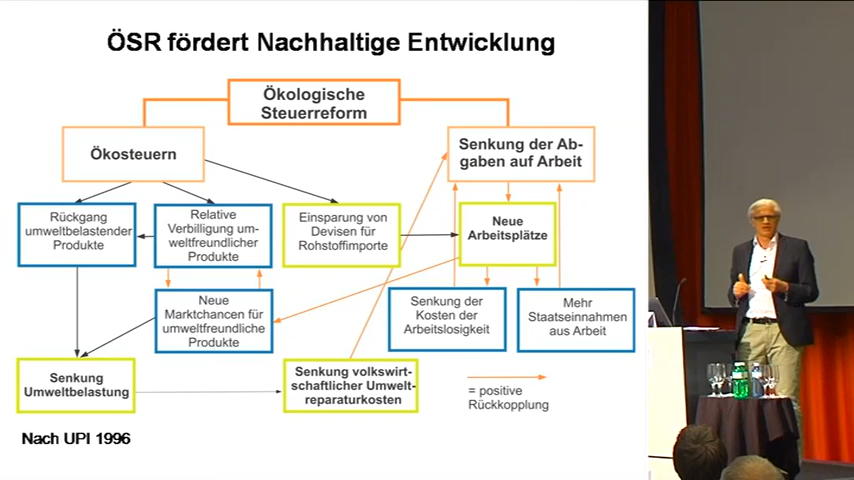 ÖSR fördert Nachhaltige Entwicklung
Ökologische
Steuerreform
Ökosteuern
Senkung der Ab-
gaben auf Arbeit
Rückgang
umweltbelastender
Produkte
Relative
Verbilligung um-
weltfreundlicher
Produkte
Einsparung von
Devisen für
Rohstoffimporte
Neue
Arbeitsplätze
Neue
Marktchancen für
umweltfreundliche
Produkte
Senkung der
Kosten der
Arbeitslosigkeit
Mehr
Staatseinnahmen
aus Arbeit
Senkung
Umweltbelastung
Senkung volkswirt-
schaftlicher Umwelt-
reparaturkosten
= positive
Rückkopplung
Nach UPI 1996